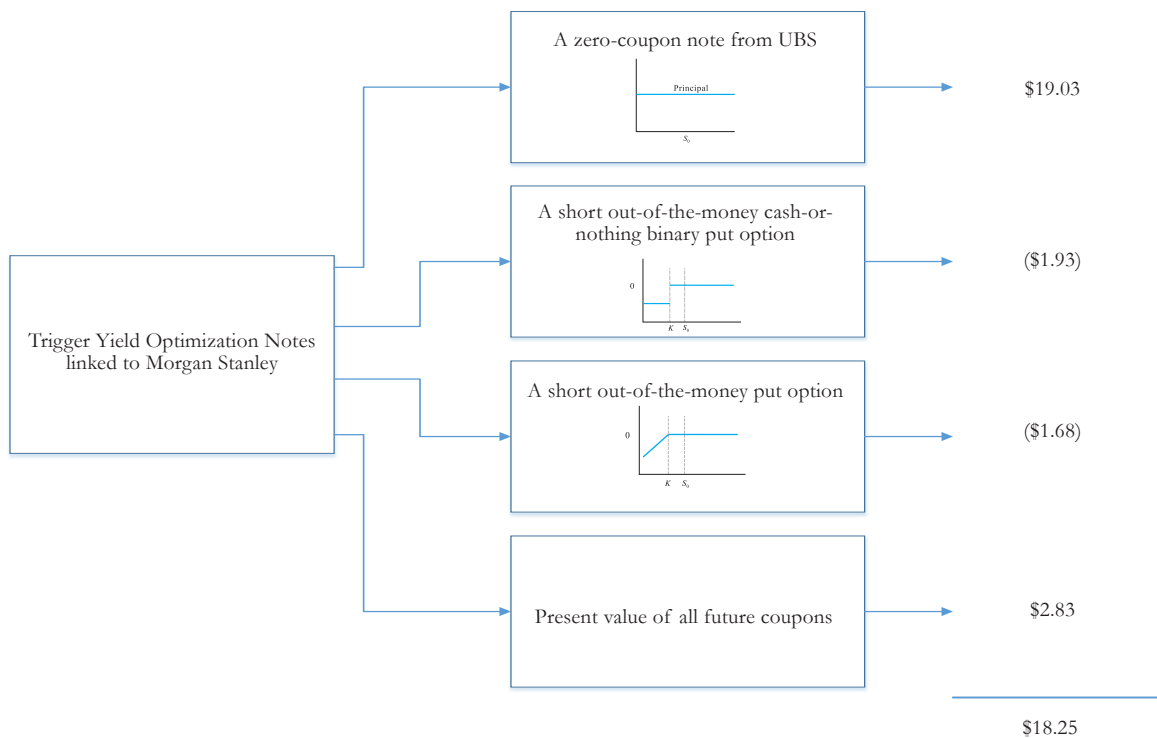 A zero-coupon note from UBS
Principal
S₀
$19.03
A short out-of-the-money cash-or-
nothing binary put option
0
K S₀
($1.93)
Trigger Yield Optimization Notes
linked to Morgan Stanley
A short out-of-the-money put option
0
K S₀
($1.68)
Present value of all future coupons
$2.83
$18.25